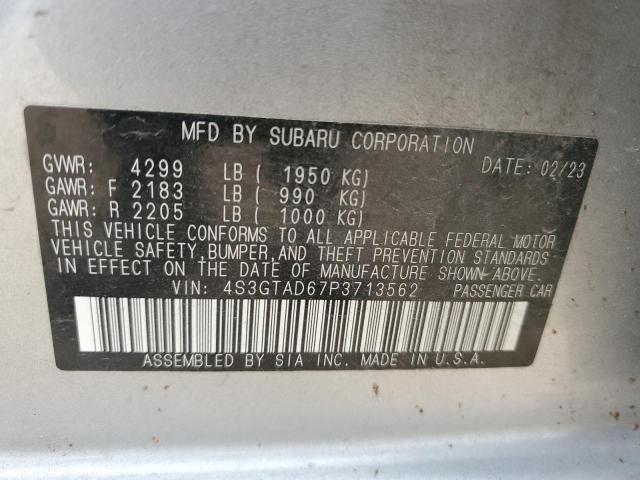 MFD BY SUBARU CORPORATION
DATE: 02/23
GVWR: 4299 LB ( 1950 KG)
GAWR: F 2183 LB ( 990 KG)
GAWR: R 2205 LB ( 1000 KG)
THIS VEHICLE CONFORMS TO ALL APPLICABLE FEDERAL MOTOR
VEHICLE SAFETY,BUMPER,AND THEFT PREVENTION STANDARDS
IN EFFECT ON THE DATE OF MANUFACTURE SHOWN ABOVE.
VIN: 4S3GTAD67P3713562 PASSENGER CAR
ASSEMBLED BY SIA INC. MADE IN U.S.A.